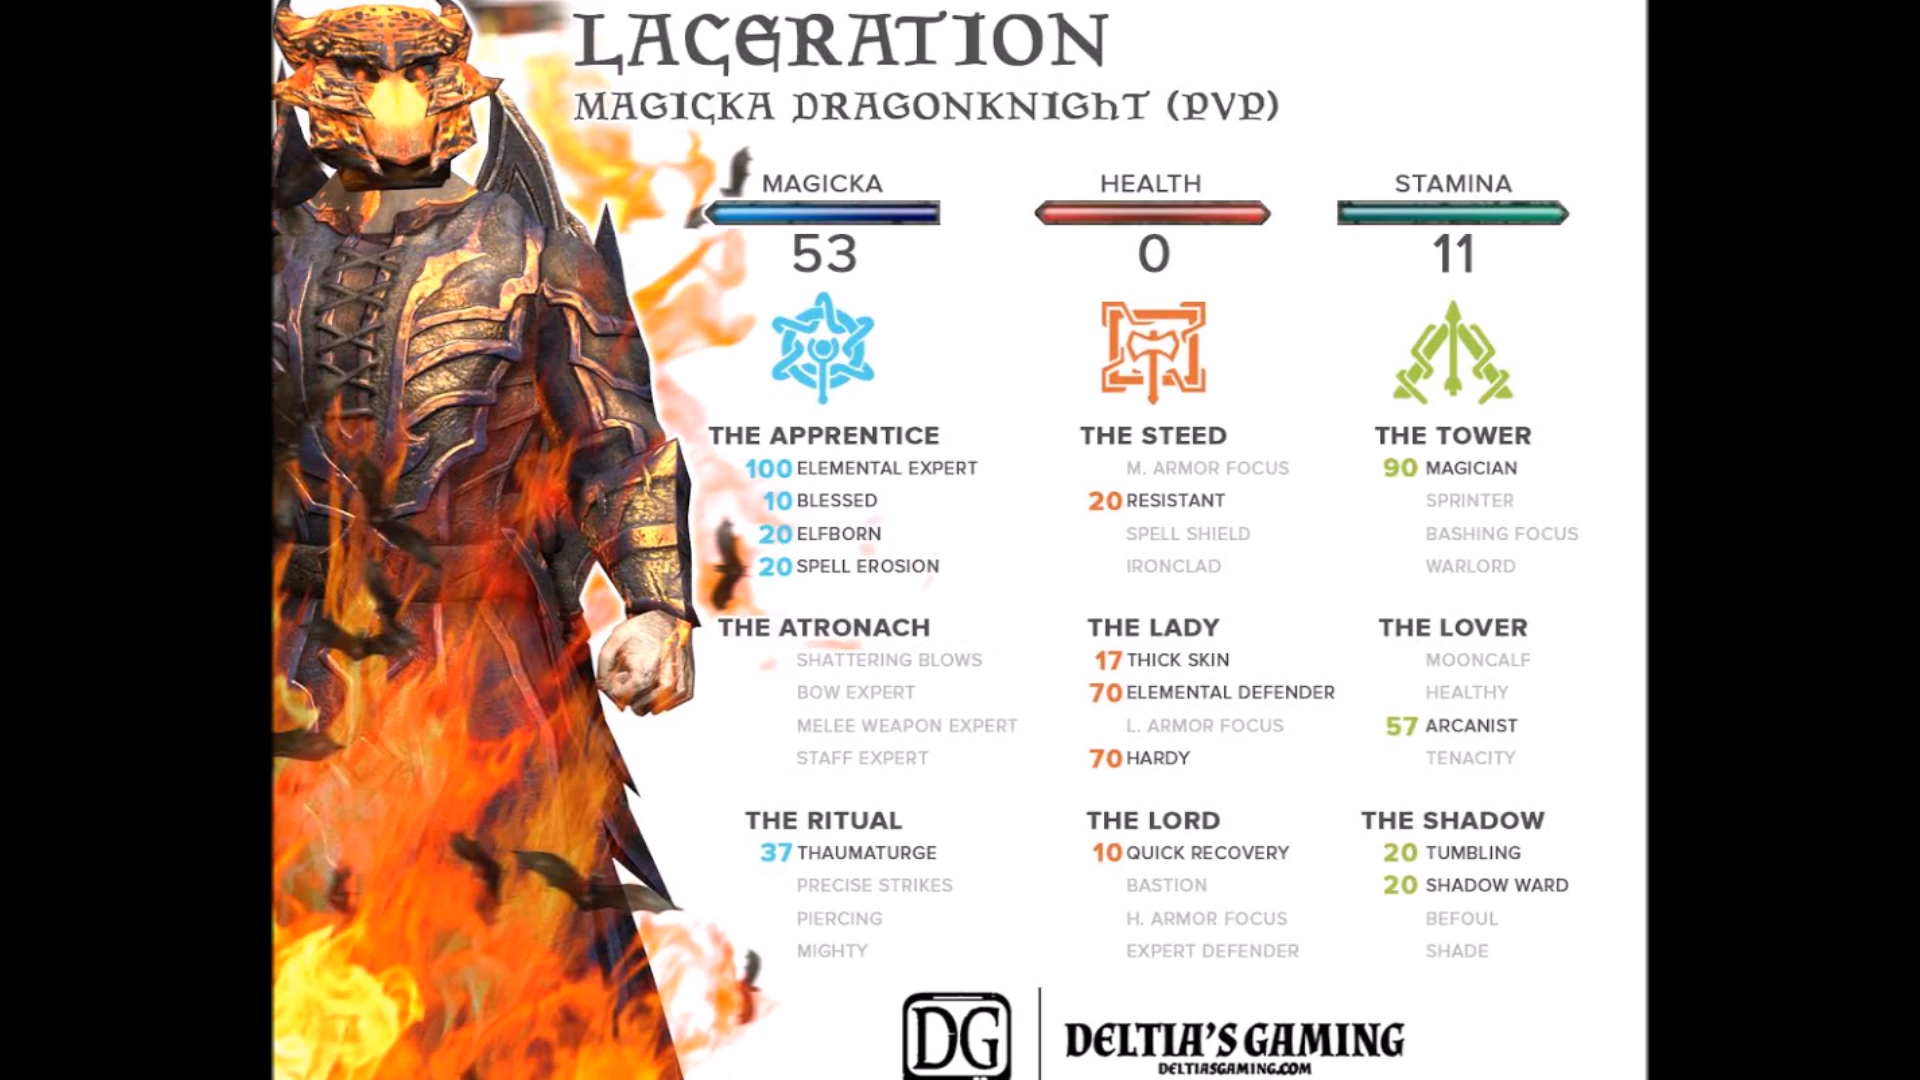 LACERATION
MAGICKA DRAGONKNIGHT (PVP)
MAGICKA
53
HEALTH
0
STAMINA
11
THE APPRENTICE
100 ELEMENTAL EXPERT
10 BLESSED
20 ELFBORN
20 SPELL EROSION
THE STEED
M. ARMOR FOCUS
20 RESISTANT
SPELL SHIELD
IRONCLAD
THE TOWER
90 MAGICIAN
SPRINTER
BASHING FOCUS
WARLORD
THE ATRONACH
SHATTERING BLOWS
BOW EXPERT
MELEE WEAPON EXPERT
STAFF EXPERT
THE LADY
17 THICK SKIN
70 ELEMENTAL DEFENDER
L. ARMOR FOCUS
70 HARDY
THE LOVER
MOONCALF
HEALTHY
57 ARCANIST
TENACITY
THE RITUAL
37 THAUMATURGE
PRECISE STRIKES
PIERCING
MIGHTY
THE LORD
10 QUICK RECOVERY
BASTION
H. ARMOR FOCUS
EXPERT DEFENDER
THE SHADOW
20 TUMBLING
20 SHADOW WARD
BEFOUL
SHADE
DG
DELTIA'S GAMING
DELTIASGAMING.COM